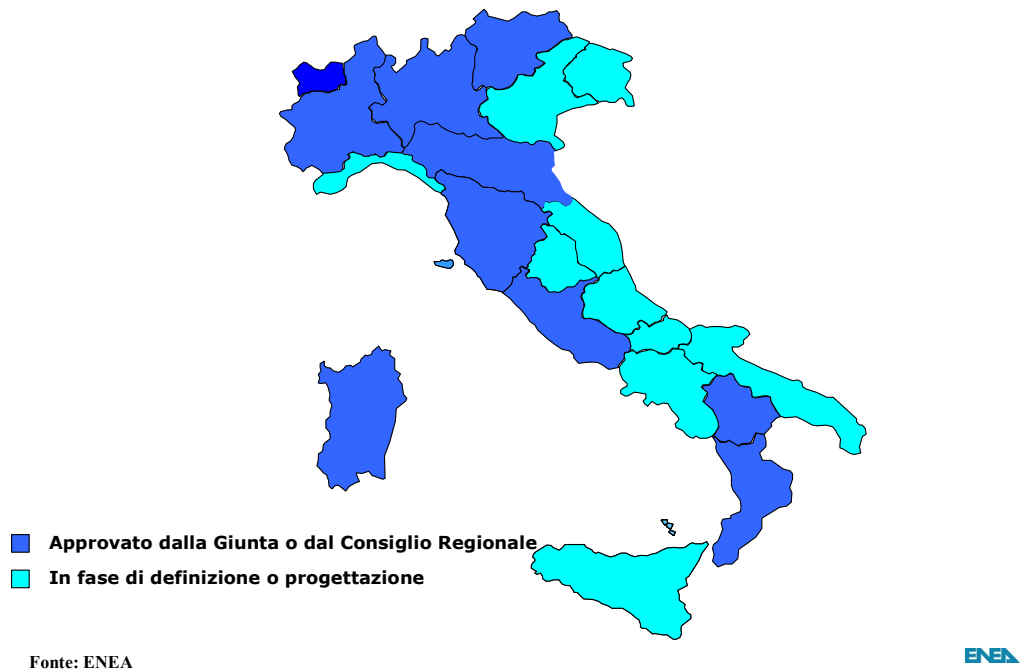 Approvato dalla Giunta o dal Consiglio Regionale
In fase di definizione o progettazione
Fonte: ENEA
ENEA